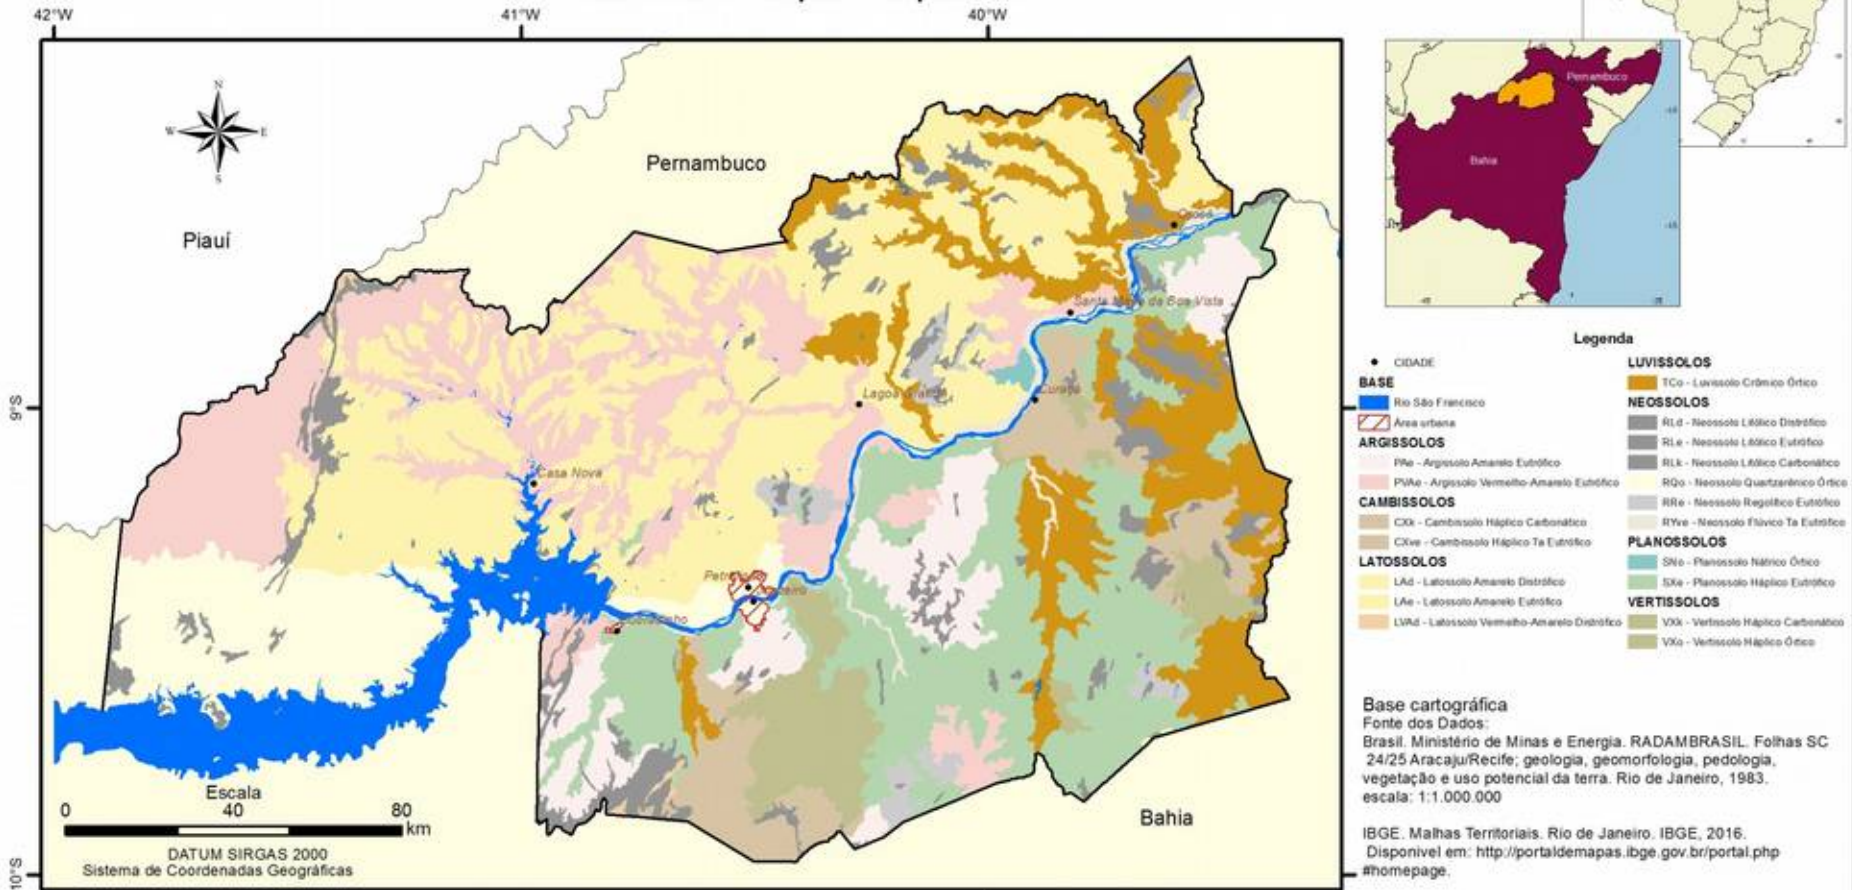 42°W
41°W
40°W
N
W
E
S
Piauí
Pernambuco
Orocó
Santa Maria da Boa Vista
Lagoa Grande
Curaçá
Casa Nova
9°S
Petrolina
Juazeiro
Sobradinho
Escala
0 40 80
km
DATUM SIRGAS 2000
Sistema de Coordenadas Geográficas
10°S
Bahia
Pernambuco
Bahia
Legenda
CIDADE
BASE
Rio São Francisco
Área urbana
ARGISSOLOS
PAe - Argissolo Amarelo Eutrófico
PVAe - Argissolo Vermelho-Amarelo Eutrófico
CAMBISSOLOS
CXk - Cambissolo Háplico Carbonático
CXve - Cambissolo Háplico Ta Eutrófico
LATOSSOLOS
LAd - Latossolo Amarelo Distrófico
LAe - Latossolo Amarelo Eutrófico
LVAd - Latossolo Vermelho-Amarelo Distrófico
LUVISSOLOS
TCo - Luvissolo Crômico Órtico
NEOSSOLOS
RLd - Neossolo Litólico Distrófico
RLe - Neossolo Litólico Eutrófico
RLk - Neossolo Litólico Carbonático
RQo - Neossolo Quartzarênico Órtico
RRe - Neossolo Regolítico Eutrófico
RYve - Neossolo Flúvico Ta Eutrófico
PLANOSSOLOS
SNo - Planossolo Nátrico Órtico
SXe - Planossolo Háplico Eutrófico
VERTISSOLOS
VXk - Vertissolo Háplico Carbonático
VXo - Vertissolo Háplico Órtico
Base cartográfica
Fonte dos Dados:
Brasil. Ministério de Minas e Energia. RADAMBRASIL. Folhas SC
24/25 Aracaju/Recife; geologia, geomorfologia, pedologia,
vegetação e uso potencial da terra. Rio de Janeiro, 1983.
escala: 1:1.000.000
IBGE. Malhas Territoriais. Rio de Janeiro. IBGE, 2016.
Disponivel em: http://portaldemapas.ibge.gov.br/portal.php
#homepage.